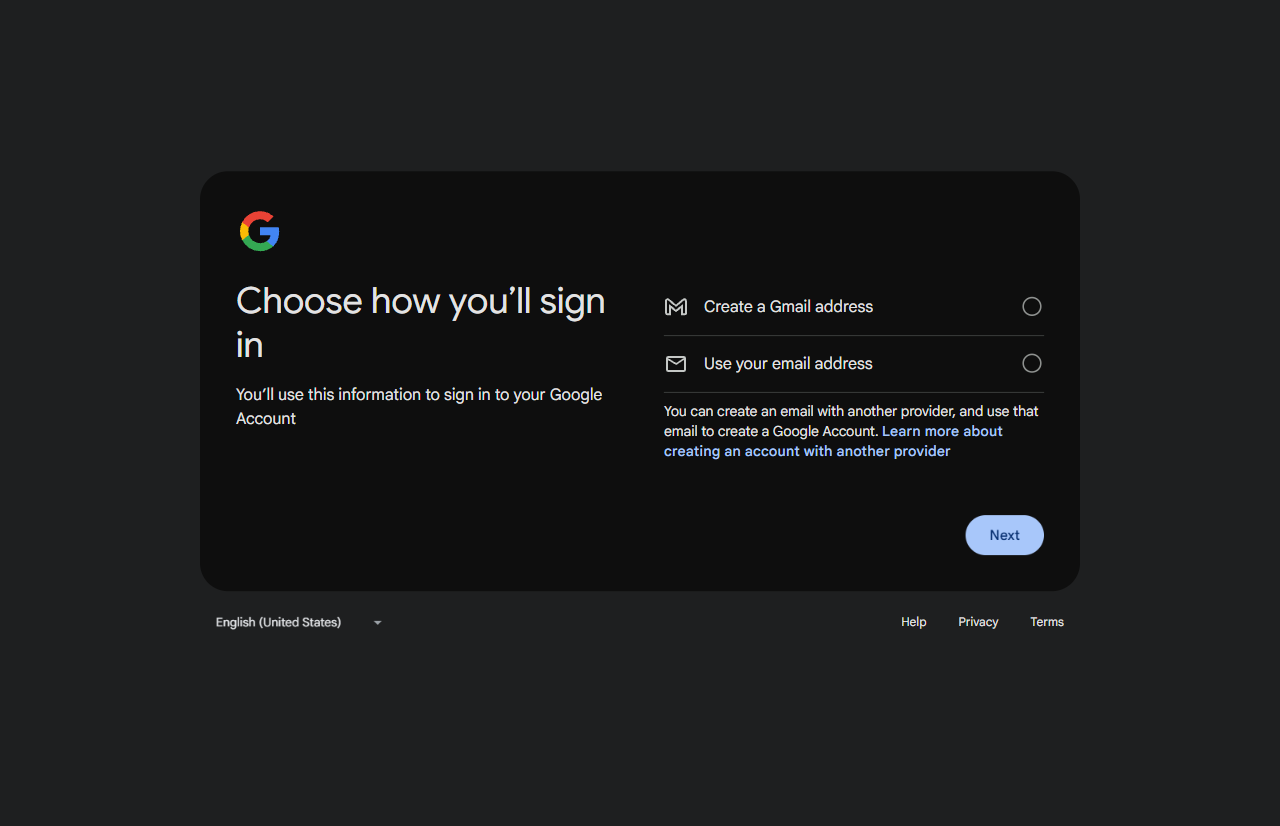 Choose how you’ll sign
in
You’ll use this information to sign in to your Google
Account
Create a Gmail address
Use your email address
You can create an email with another provider, and use that
email to create a Google Account. Learn more about
creating an account with another provider
Next
English (United States)
Help
Privacy
Terms